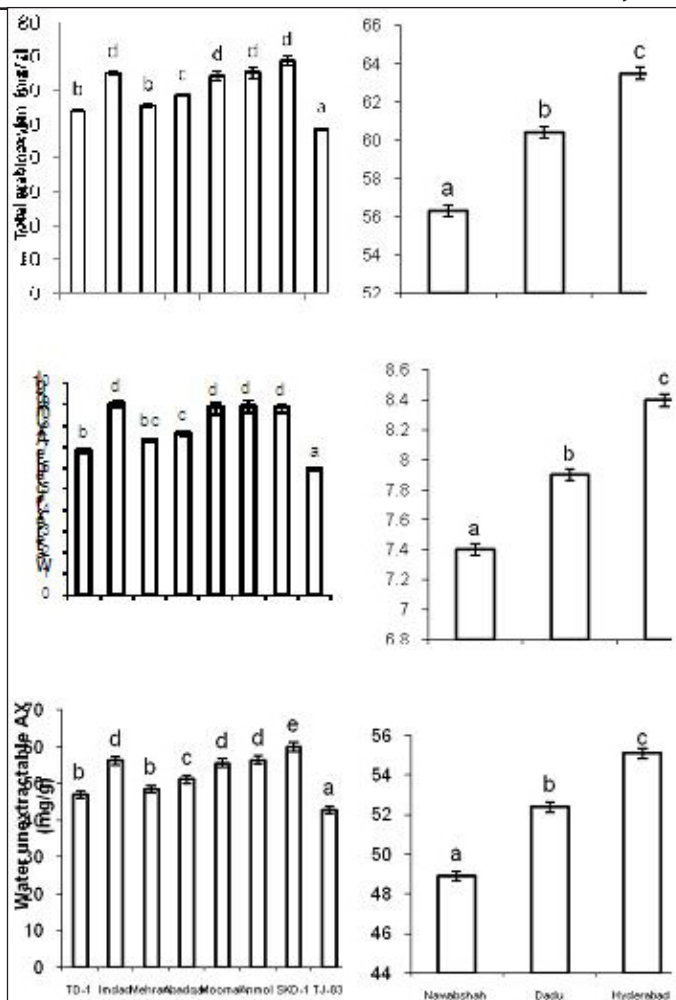 80
d
d
d
d
b
b
c
a
0
Total arabinoxylan (mg/g)
66
64
62
60
58
56
54
52
a
b
c
d
d
d
d
b
bc
c
a
0
8.6
8.4
8.2
8
7.8
7.6
7.4
7.2
7
6.8
a
b
c
Water unextractable AX
(mg/g)
70
60
50
40
30
20
10
0
b
d
b
c
d
d
e
a
TD-1 Imdad Mehran Abadgar Moomal Anmol SKD-1 TJ-83
56
54
52
50
48
46
44
a
b
c
Nawabshah Dadu Hyderabad